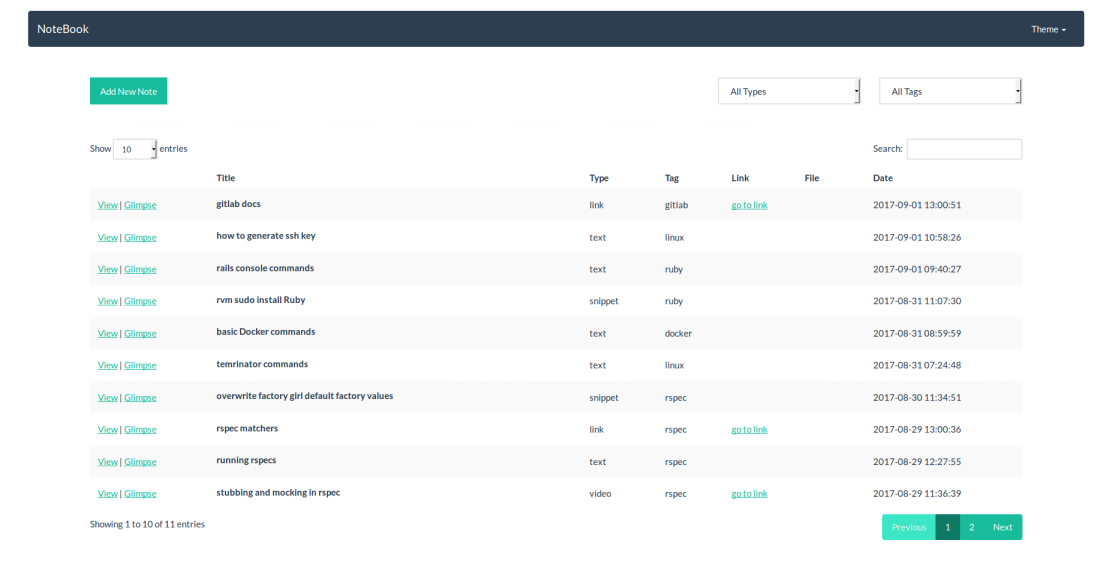 NoteBook Theme
Add New Note All Types All Tags
Show 10 entries Search:
Title Type Tag Link File Date
View | Glimpse gitlab docs link gitlab go to link 2017-09-01 13:00:51
View | Glimpse how to generate ssh key text linux 2017-09-01 10:58:26
View | Glimpse rails console commands text ruby 2017-09-01 09:40:27
View | Glimpse rvm sudo install Ruby snippet ruby 2017-08-31 11:07:30
View | Glimpse basic Docker commands text docker 2017-08-31 08:59:59
View | Glimpse temrinator commands text linux 2017-08-31 07:24:48
View | Glimpse overwrite factory girl default factory values snippet rspec 2017-08-30 11:34:51
View | Glimpse rspec matchers link rspec go to link 2017-08-29 13:00:36
View | Glimpse running rspecs text rspec 2017-08-29 12:27:55
View | Glimpse stubbing and mocking in rspec video rspec go to link 2017-08-29 11:36:39
Showing 1 to 10 of 11 entries Previous 1 2 Next